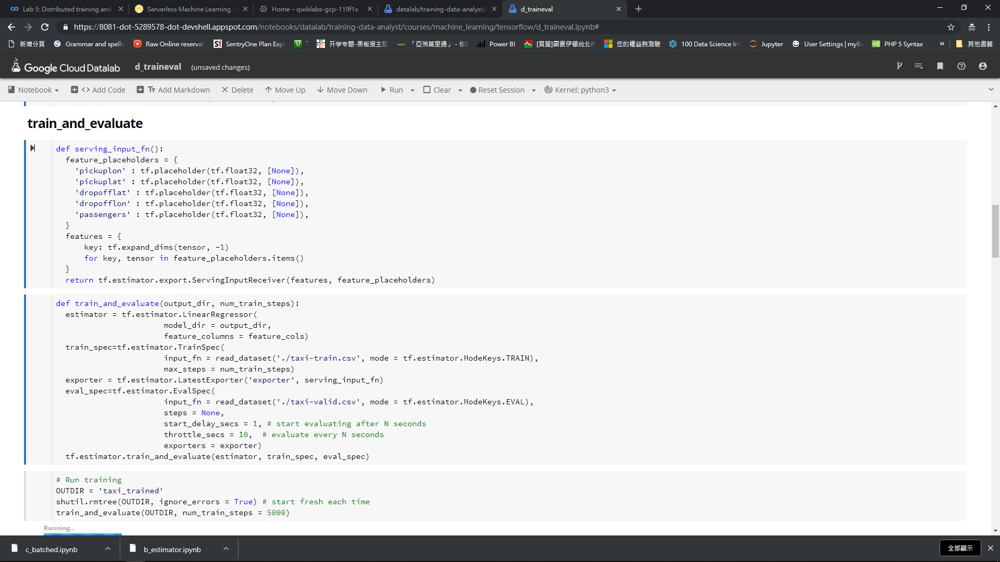 Lab 5: Distributed training and
Serverless Machine Learning -
Home – qwiklabs-gcp-119f1e
datalab/training-data-analyst/
d_traineval
https://8081-dot-5289578-dot-devshell.appspot.com/notebooks/datalab/training-data-analyst/courses/machine_learning/tensorflow/d_traineval.ipynb#
新增分頁
Grammar and spell
Raw Online reservat
SentryOne Plan Expl
开学专题-黑板报主题
「亞洲萬里通」 - 你的
Power BI
[買屋]國賓伊頓台北市
您的權益與測驗
100 Data Science Int
Jupyter
User Settings | myBa
PHP 5 Syntax
»
其他書籤
Google Cloud Datalab
d_traineval
(unsaved changes)
Notebook
<> Add Code
Tт Add Markdown
Delete
Move Up
Move Down
Run
Clear
Reset Session
Kernel: python3
train_and_evaluate
def serving_input_fn():
feature_placeholders = {
'pickuplon' : tf.placeholder(tf.float32, [None]),
'pickuplat' : tf.placeholder(tf.float32, [None]),
'dropofflat' : tf.placeholder(tf.float32, [None]),
'dropofflon' : tf.placeholder(tf.float32, [None]),
'passengers' : tf.placeholder(tf.float32, [None]),
}
features = {
key: tf.expand_dims(tensor, -1)
for key, tensor in feature_placeholders.items()
}
return tf.estimator.export.ServingInputReceiver(features, feature_placeholders)
def train_and_evaluate(output_dir, num_train_steps):
estimator = tf.estimator.LinearRegressor(
model_dir = output_dir,
feature_columns = feature_cols)
train_spec=tf.estimator.TrainSpec(
input_fn = read_dataset('./taxi-train.csv', mode = tf.estimator.ModeKeys.TRAIN),
max_steps = num_train_steps)
exporter = tf.estimator.LatestExporter('exporter', serving_input_fn)
eval_spec=tf.estimator.EvalSpec(
input_fn = read_dataset('./taxi-valid.csv', mode = tf.estimator.ModeKeys.EVAL),
steps = None,
start_delay_secs = 1, # start evaluating after N seconds
throttle_secs = 10,  # evaluate every N seconds
exporters = exporter)
tf.estimator.train_and_evaluate(estimator, train_spec, eval_spec)
# Run training
OUTDIR = 'taxi_trained'
shutil.rmtree(OUTDIR, ignore_errors = True) # start fresh each time
train_and_evaluate(OUTDIR, num_train_steps = 5000)
Running...
c_batched.ipynb
b_estimator.ipynb
全部顯示